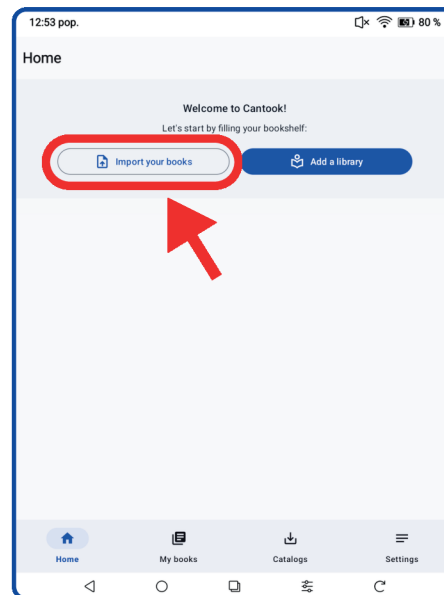 12:53 pop. 80 %
Home
Welcome to Cantook!
Let's start by filling your bookshelf:
Import your books Add a library
Home My books Catalogs Settings